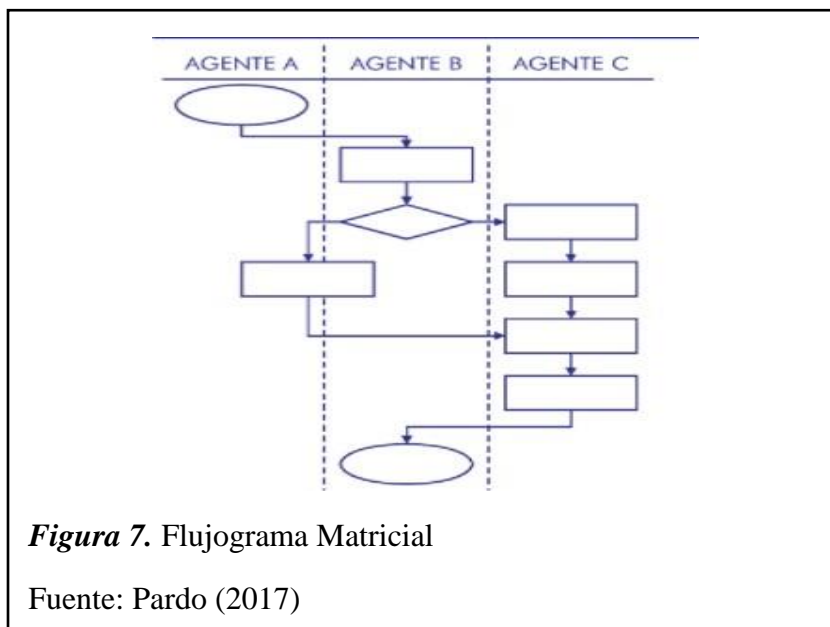 AGENTE A AGENTE B AGENTE C
Figura 7. Flujograma Matricial
Fuente: Pardo (2017)